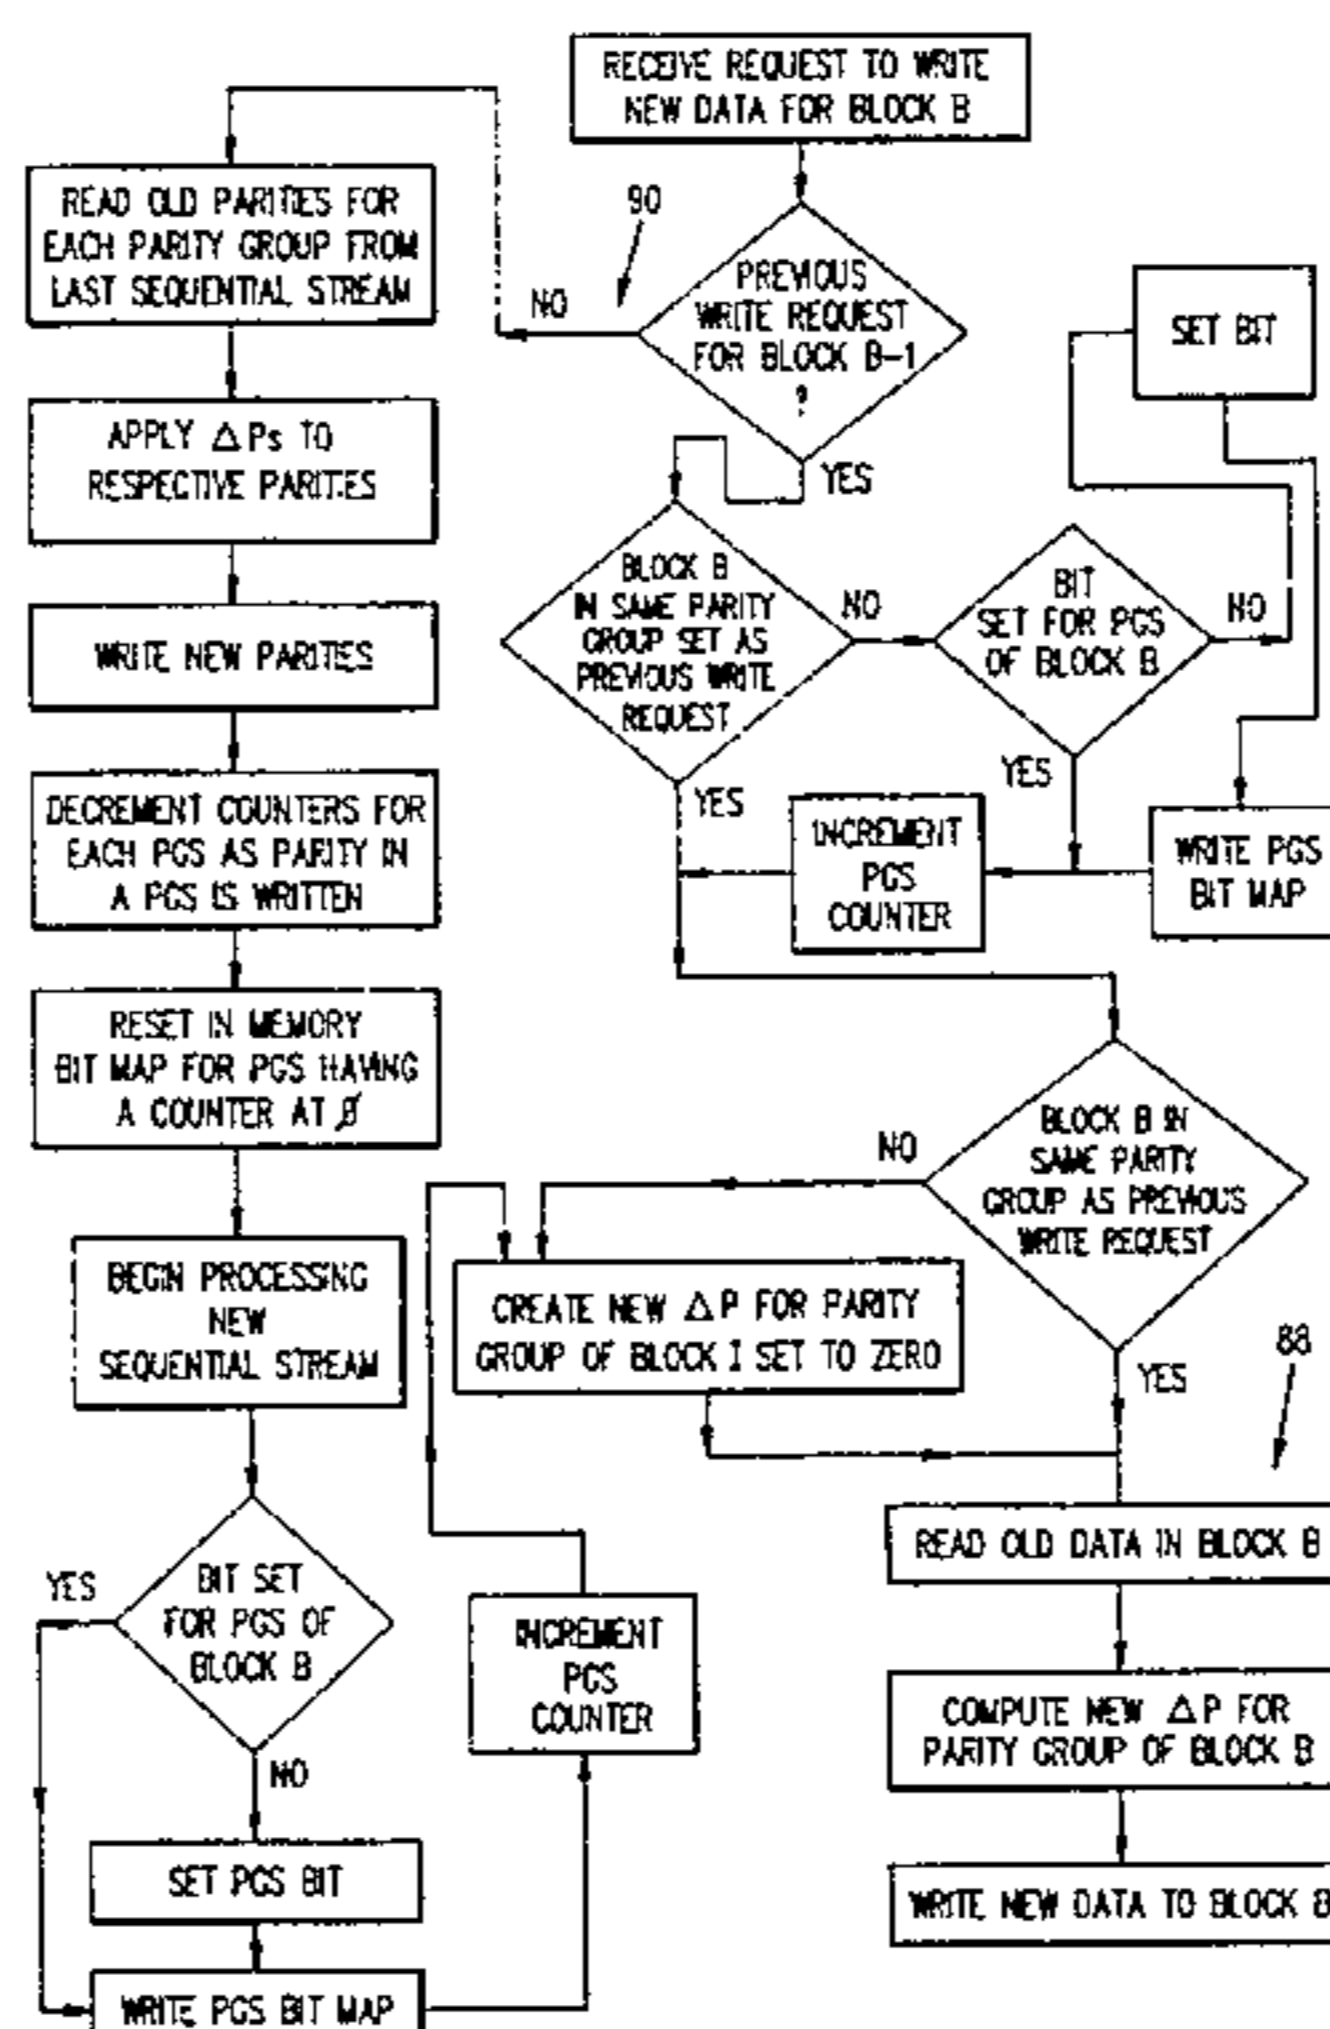 RECEIVE REQUEST TO WRITE
NEW DATA FOR BLOCK B
90
PREVIOUS
WRITE REQUEST
FOR BLOCK B-1
?
NO
YES
READ OLD PARITIES FOR
EACH PARITY GROUP FROM
LAST SEQUENTIAL STREAM
APPLY ΔPs TO
RESPECTIVE PARITIES
WRITE NEW PARITIES
DECREMENT COUNTERS FOR
EACH PGS AS PARITY IN
A PGS IS WRITTEN
RESET IN MEMORY
BIT MAP FOR PGS HAVING
A COUNTER AT 0
BEGIN PROCESSING
NEW
SEQUENTIAL STREAM
BIT SET
FOR PGS OF
BLOCK B
YES
NO
SET PGS BIT
WRITE PGS BIT MAP
INCREMENT
PGS
COUNTER
BLOCK B
IN SAME PARITY
GROUP SET AS
PREVIOUS WRITE
REQUEST
NO
YES
BIT
SET FOR PGS
OF BLOCK B
NO
YES
SET BIT
WRITE PGS
BIT MAP
INCREMENT
PGS
COUNTER
BLOCK B IN
SAME PARITY
GROUP AS PREVIOUS
WRITE REQUEST
NO
YES
CREATE NEW ΔP FOR PARITY
GROUP OF BLOCK I SET TO ZERO
88
READ OLD DATA IN BLOCK B
COMPUTE NEW ΔP FOR
PARITY GROUP OF BLOCK B
WRITE NEW DATA TO BLOCK B